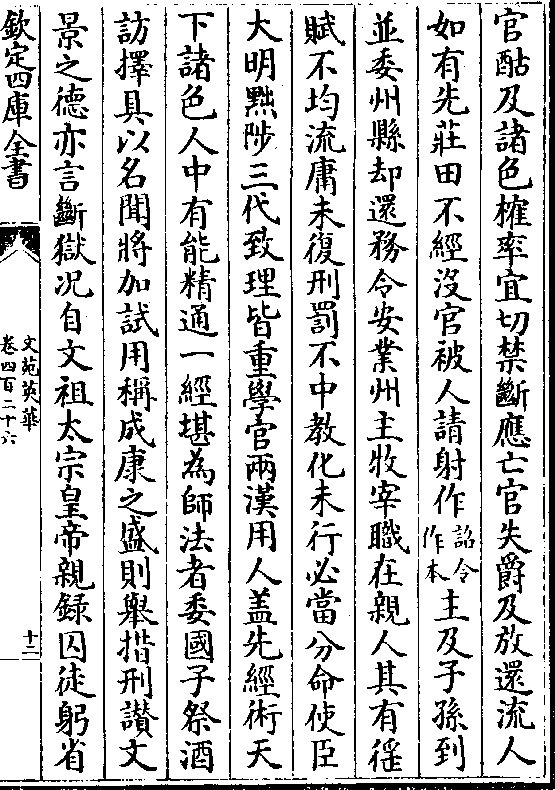 官酤及諸色榷率宜切禁斷應亡官失爵及放還流人
如有先莊田不經沒官被人請射作詔令作本主及子孫到
並委州縣却還務令安業州主牧宰職在親人其有徭
賦不均流庸未復刑罰不中教化未行必當分命使臣
大明黜陟三代致理皆重學官兩漢用人盖先經術天
下諸色人中有能精通一經堪為師法者委國子祭酒
訪擇具以名聞將加試用稱成康之盛則舉措刑讃文
景之德亦言斷獄况自文祖太宗皇帝親録囚徒躬省
欽定四庫全書
文苑英華
卷四百二十六
十二